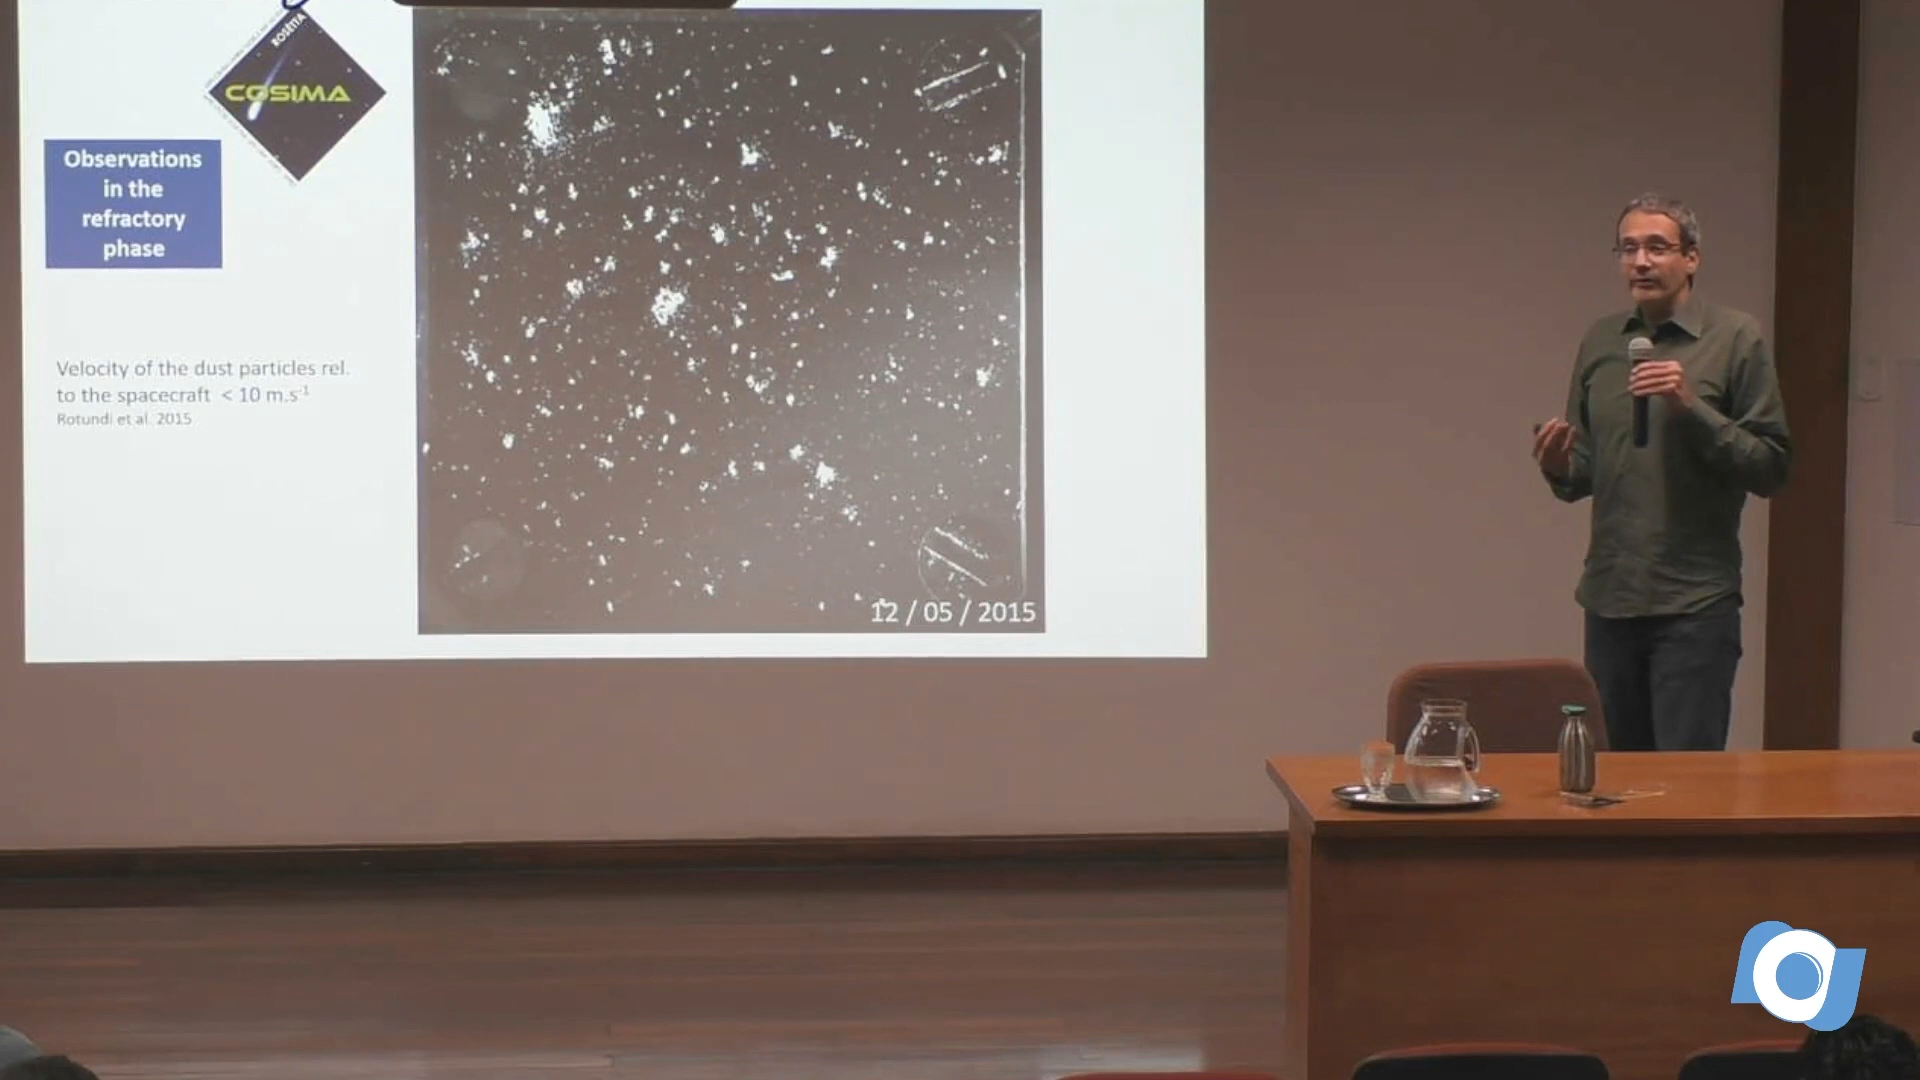 ROSETTA
COSIMA
Observations
in the
refractory
phase
Velocity of the dust particles rel.
to the spacecraft < 10 m.s⁻¹
Rotundi et al. 2015
12 / 05 / 2015